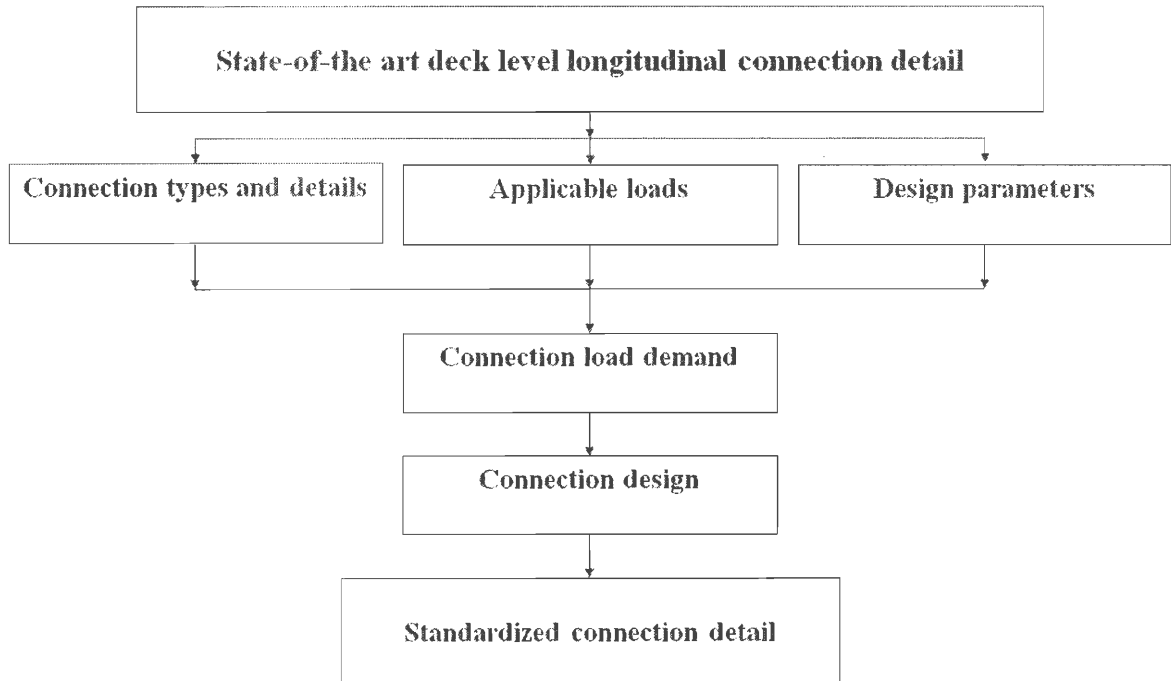 State-of-the art deck level longitudinal connection detail
Connection types and details
Applicable loads
Design parameters
Connection load demand
Connection design
Standardized connection detail